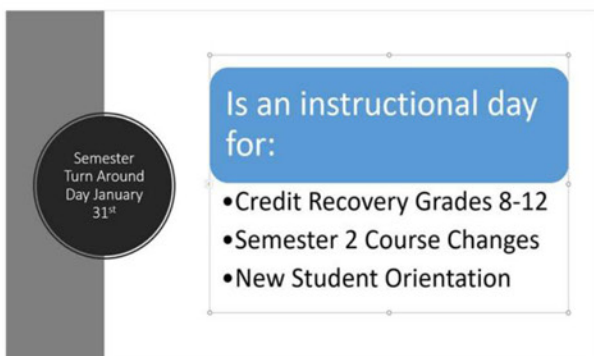 Semester
Turn Around
Day January
31st
Is an instructional day
for:
•Credit Recovery Grades 8-12
•Semester 2 Course Changes
•New Student Orientation